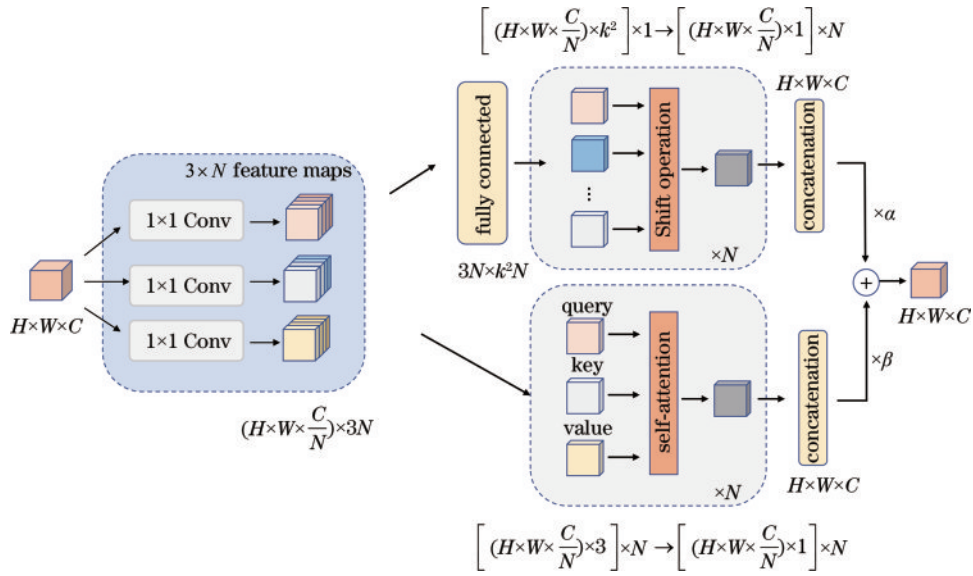 [(H×W×C/N)×k²]×1→[(H×W×C/N)×1]×N
H×W×C
3×N feature maps
1×1 Conv
1×1 Conv
1×1 Conv
H×W×C
(H×W×C/N)×3N
fully connected
3N×k²N
...
Shift operation
×N
concatenation
×α
+
H×W×C
query
key
value
self-attention
×N
concatenation
×β
H×W×C
[(H×W×C/N)×3]×N→[(H×W×C/N)×1]×N